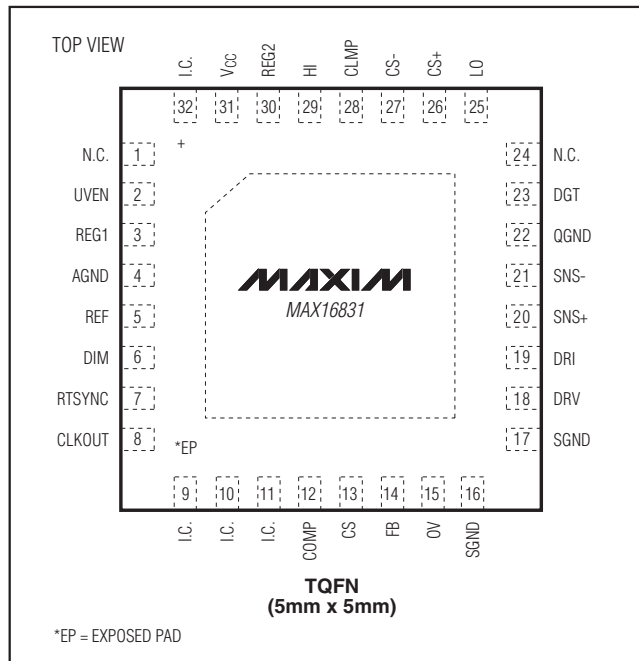 TOP VIEW
I.C. VCC REG2 HI CLMP CS- CS+ LO
32 31 30 29 28 27 26 25
+
N.C. 1
UVEN 2
REG1 3
AGND 4
REF 5
DIM 6
RTSYNC 7
CLKOUT 8
24 N.C.
23 DGT
22 QGND
21 SNS-
20 SNS+
19 DRI
18 DRV
17 SGND
MAXIM
MAX16831
*EP
9 10 11 12 13 14 15 16
I.C. I.C. I.C. COMP CS FB OV SGND
TQFN
(5mm x 5mm)
*EP = EXPOSED PAD